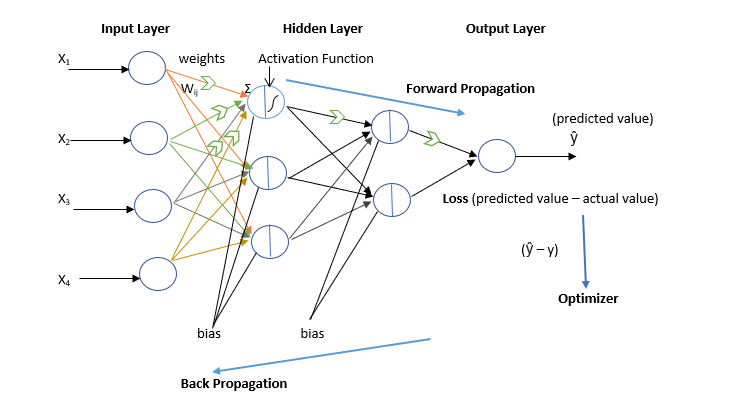 Input Layer
Hidden Layer
Output Layer
X₁
weights
Activation Function
Wᵢⱼ
Σ
ʃ
Forward Propagation
(predicted value)
ŷ
X₂
X₃
Loss (predicted value – actual value)
(ŷ – y)
X₄
Optimizer
bias
bias
Back Propagation